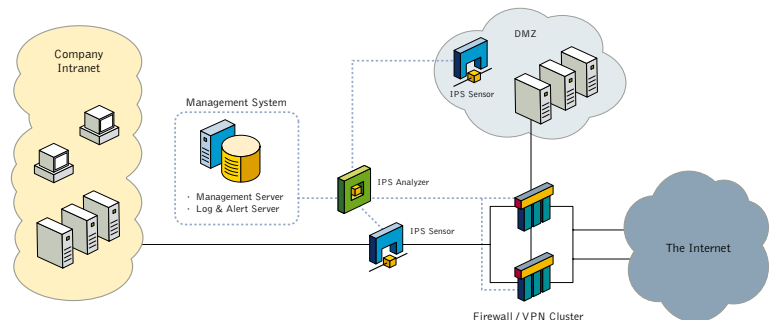 Company
Intranet
DMZ
IPS Sensor
Management System
· Management Server
· Log & Alert Server
IPS Analyzer
IPS Sensor
The Internet
Firewall / VPN Cluster